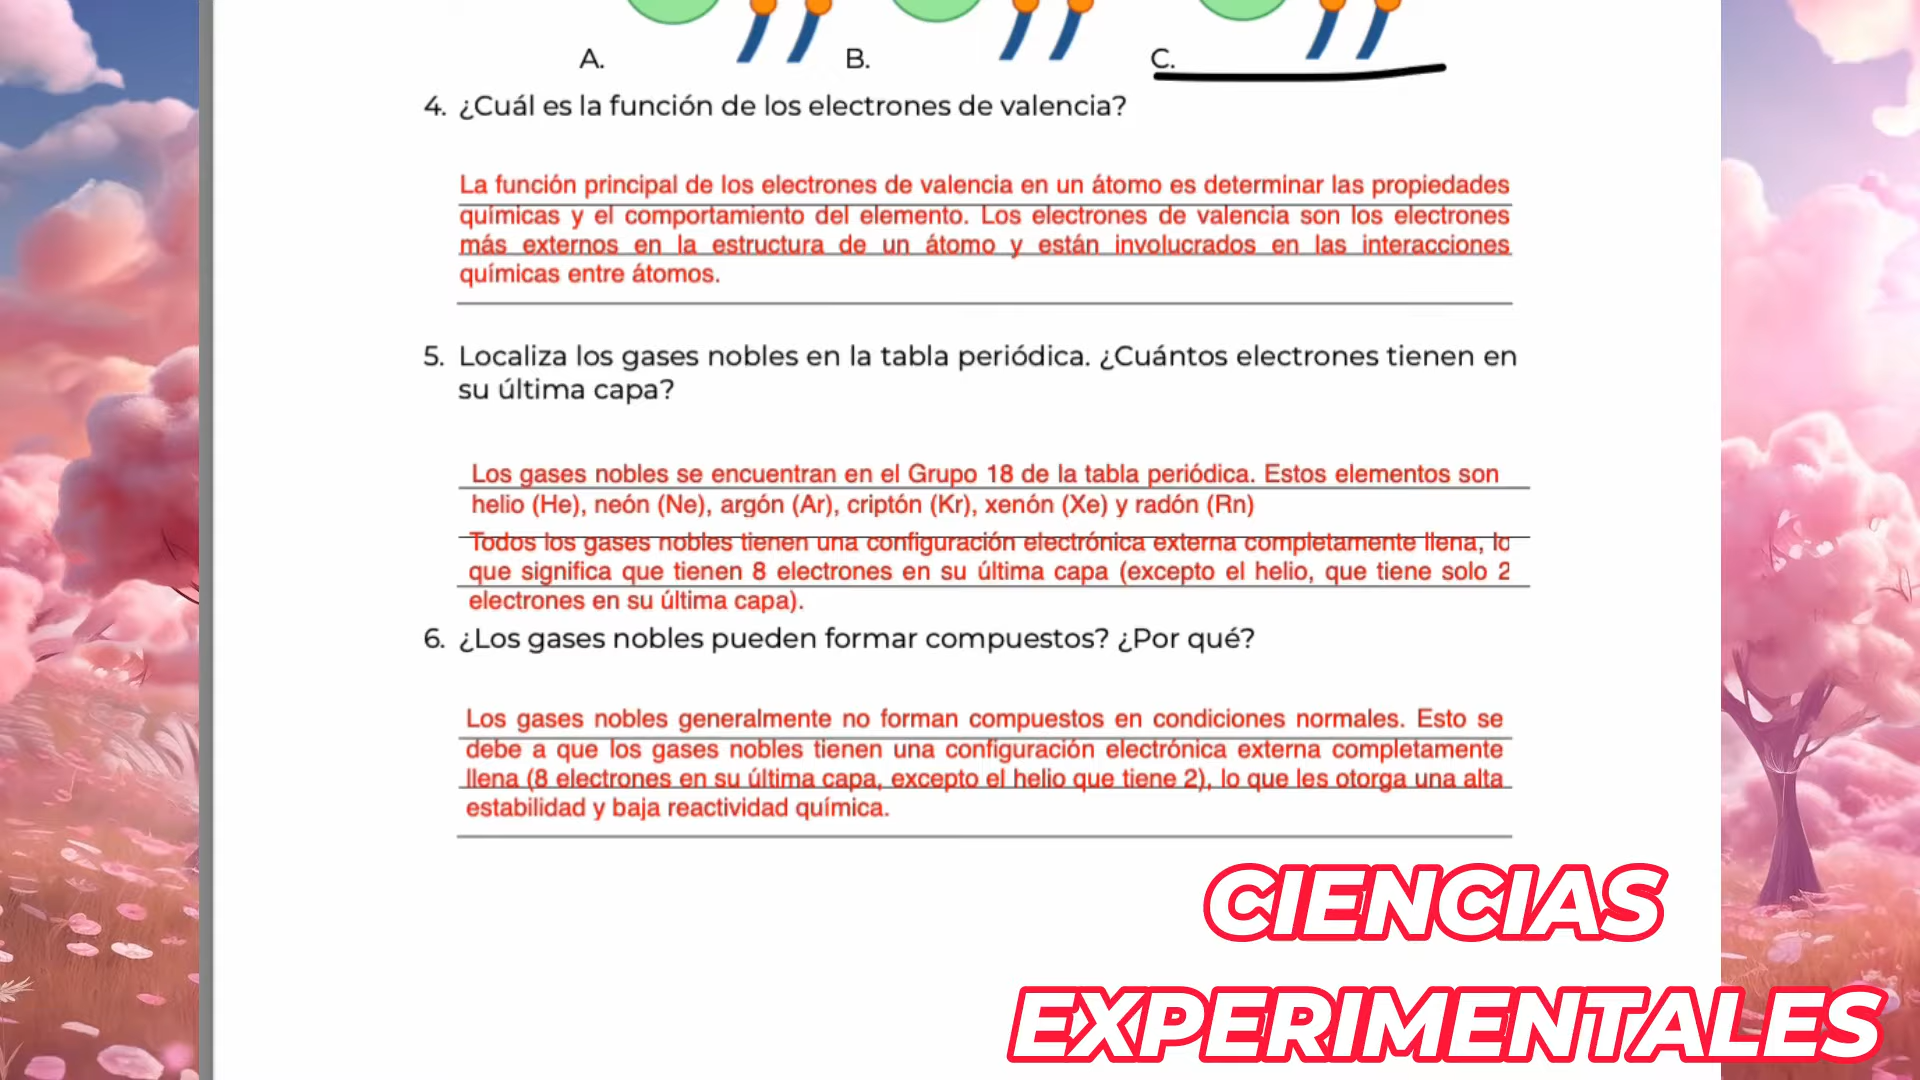 A.
B.
C.
4. ¿Cuál es la función de los electrones de valencia?
La función principal de los electrones de valencia en un átomo es determinar las propiedades
químicas y el comportamiento del elemento. Los electrones de valencia son los electrones
más externos en la estructura de un átomo y están involucrados en las interacciones
químicas entre átomos.
5. Localiza los gases nobles en la tabla periódica. ¿Cuántos electrones tienen en
su última capa?
Los gases nobles se encuentran en el Grupo 18 de la tabla periódica. Estos elementos son
helio (He), neón (Ne), argón (Ar), criptón (Kr), xenón (Xe) y radón (Rn)
Todos los gases nobles tienen una configuración electrónica externa completamente llena, lo
que significa que tienen 8 electrones en su última capa (excepto el helio, que tiene solo 2
electrones en su última capa).
6. ¿Los gases nobles pueden formar compuestos? ¿Por qué?
Los gases nobles generalmente no forman compuestos en condiciones normales. Esto se
debe a que los gases nobles tienen una configuración electrónica externa completamente
llena (8 electrones en su última capa, excepto el helio que tiene 2), lo que les otorga una alta
estabilidad y baja reactividad química.
CIENCIAS
EXPERIMENTALES